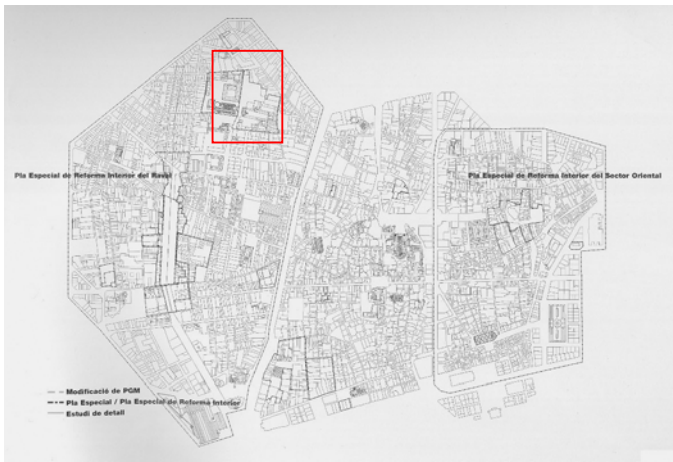 Pla Especial de Reforma Interior del Raval
Pla Especial de Reforma Interior del Sector Oriental
Modificació de PGM
Pla Especial / Pla Especial de Reforma Interior
Estudi de detall